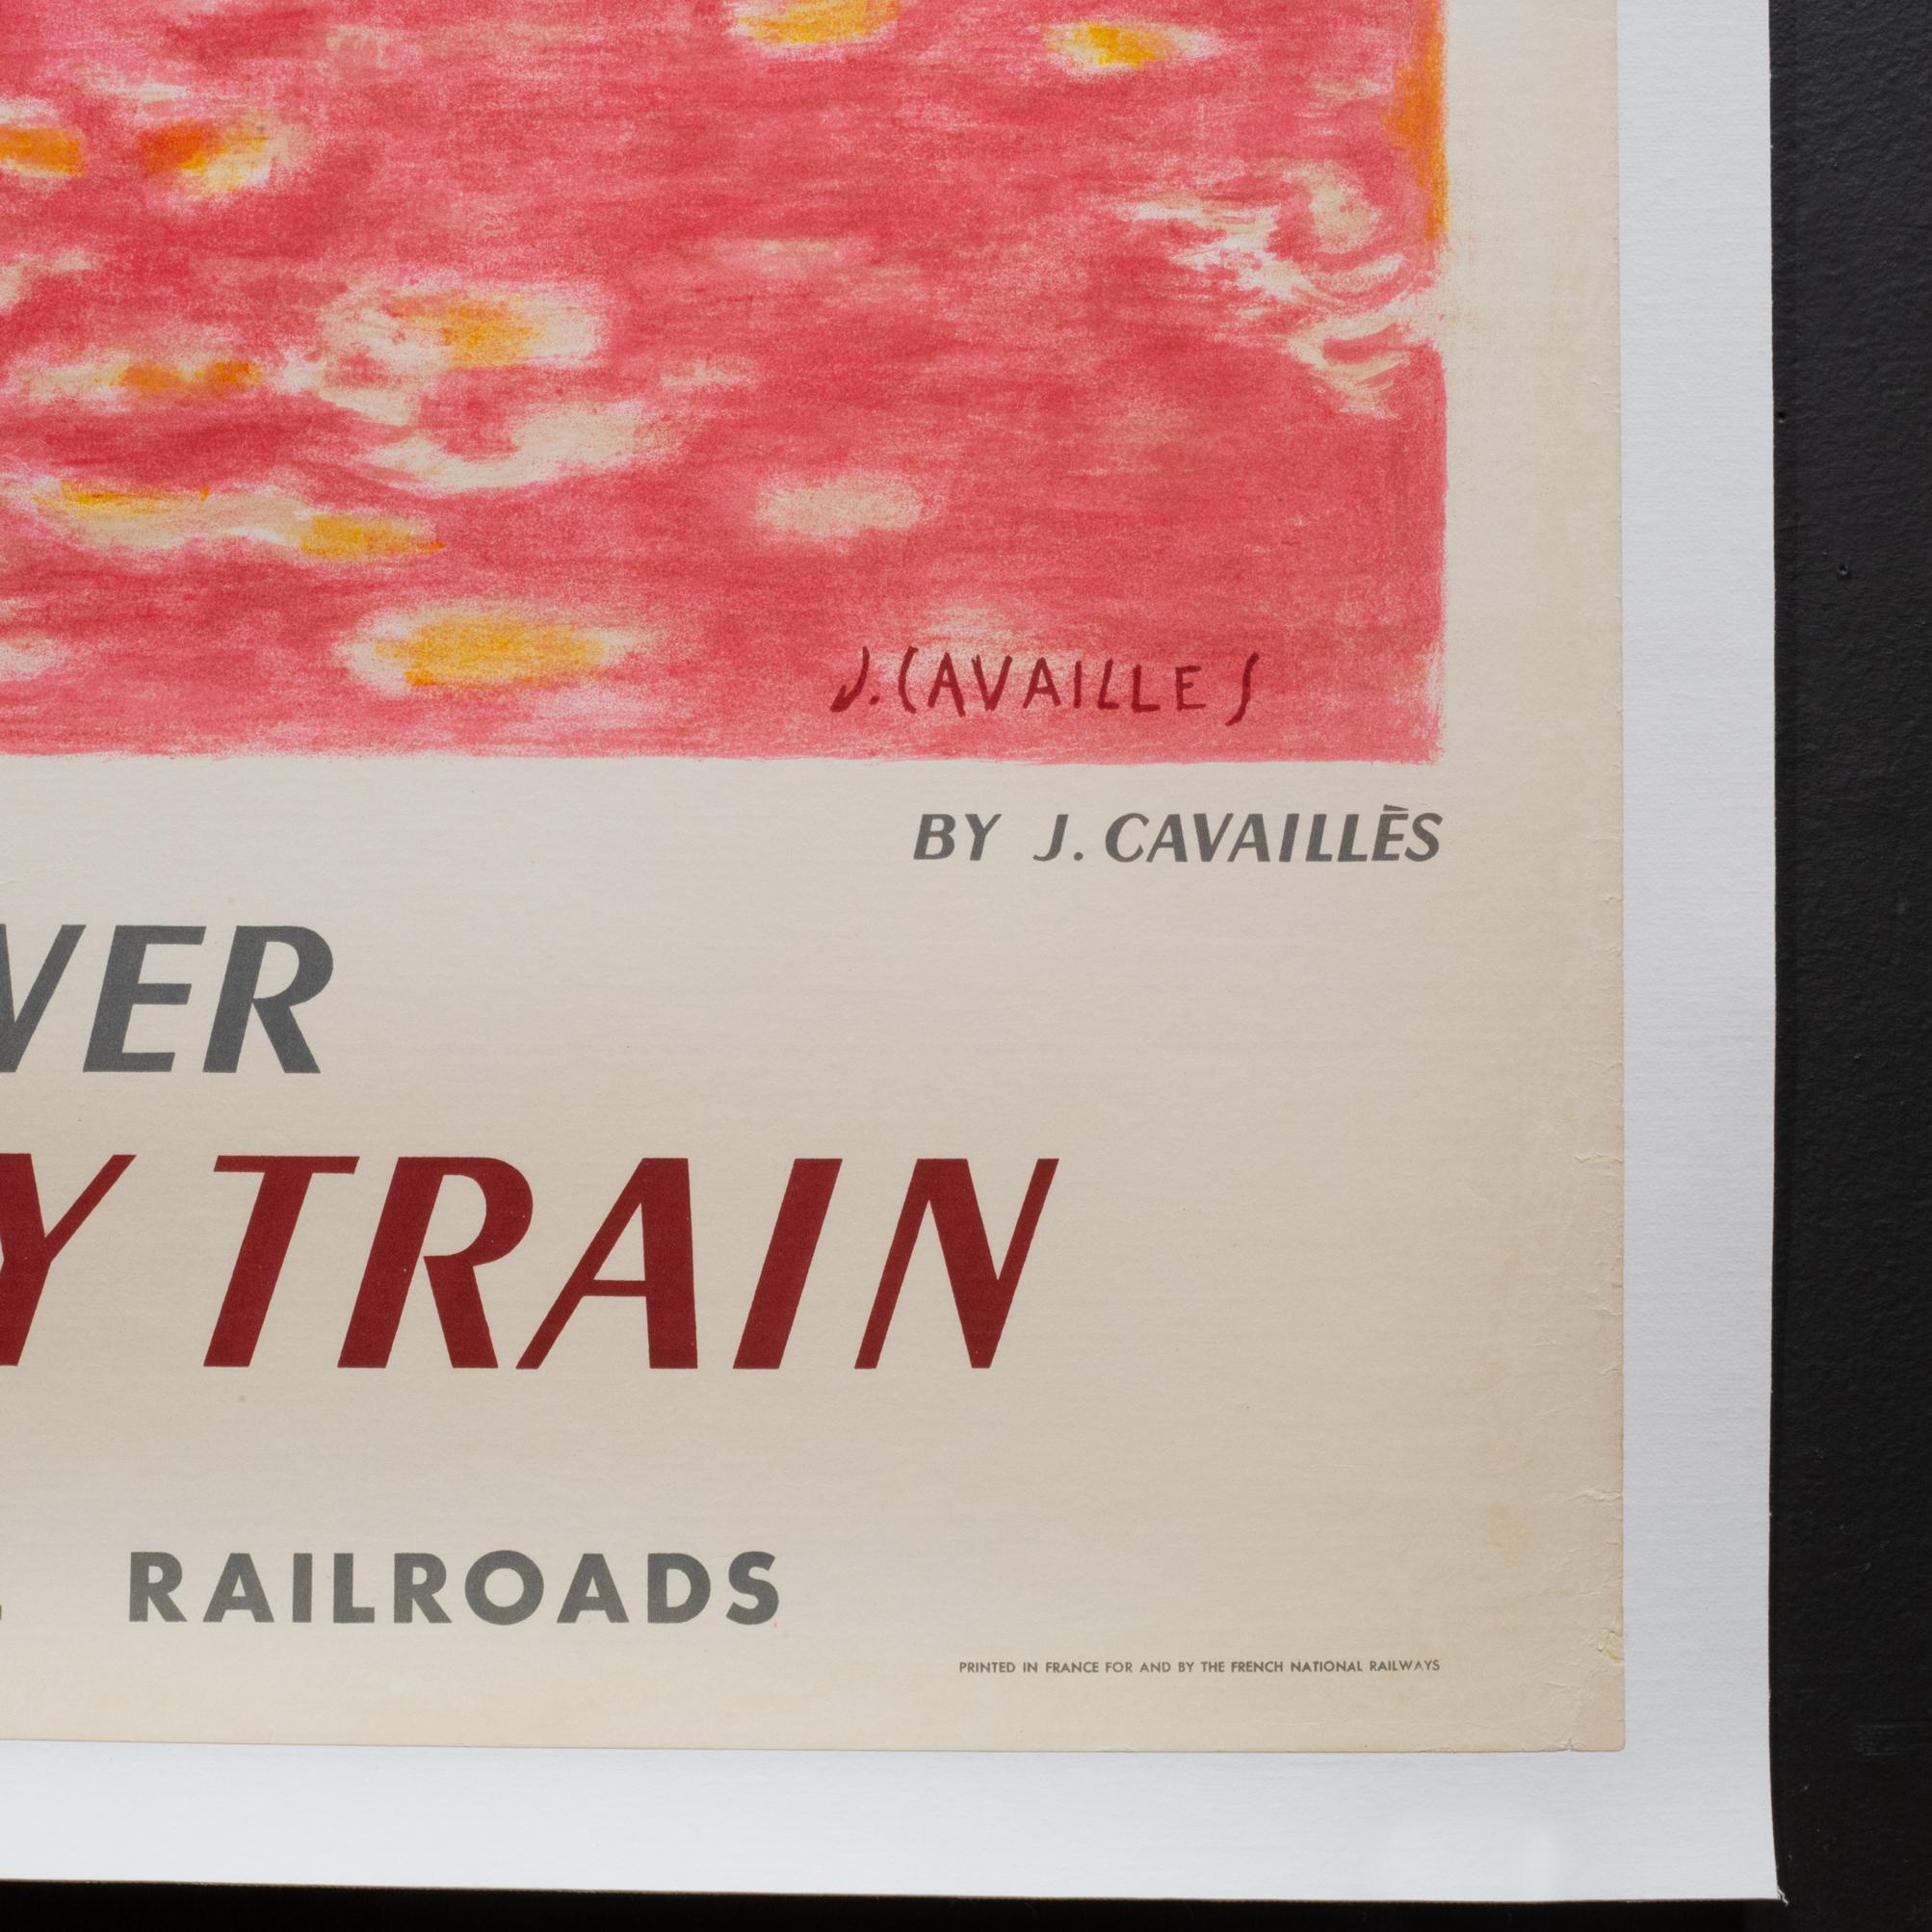 J. CAVAILLES
BY J. CAVAILLÈS
VER
Y TRAIN
RAILROADS
PRINTED IN FRANCE FOR AND BY THE FRENCH NATIONAL RAILWAYS